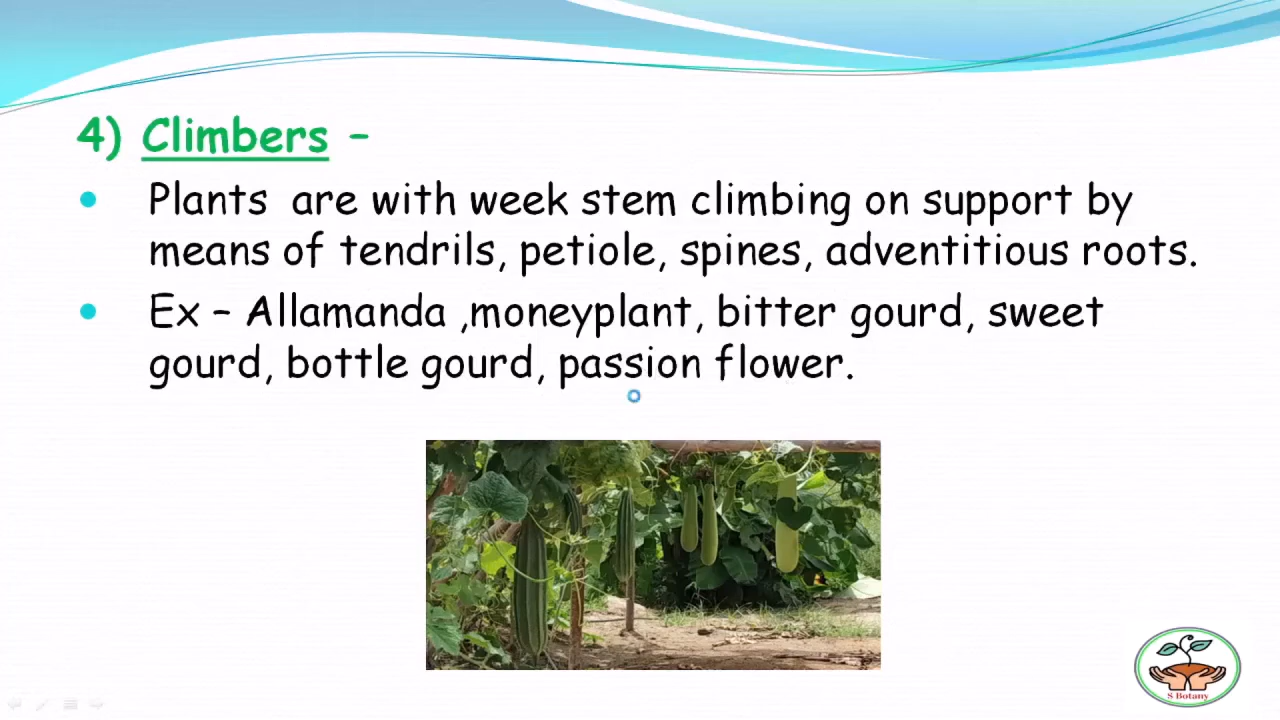 4) Climbers –
Plants are with week stem climbing on support by
means of tendrils, petiole, spines, adventitious roots.
Ex – Allamanda ,moneyplant, bitter gourd, sweet
gourd, bottle gourd, passion flower.
S Botany